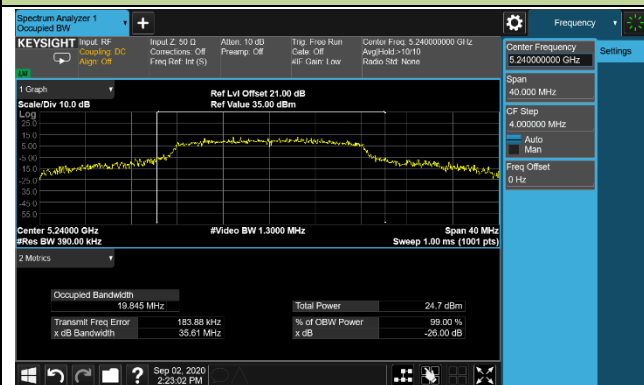 Spectrum Analyzer 1
Occupied BW
Frequency
KEYSIGHT
Input: RF
Coupling: DC
Align: Off
Input Z: 50 Ω
Corrections: Off
Freq Ref: Int (S)
Atten: 10 dB
Preamp: Off
Trig: Free Run
Gate: Off
#IF Gain: Low
Center Freq: 5.240000000 GHz
Avg|Hold:>10/10
Radio Std: None
LXI
Center Frequency
5.240000000 GHz
Settings
Span
40.000 MHz
CF Step
4.000000 MHz
Auto
Man
Freq Offset
0 Hz
1 Graph
Scale/Div 10.0 dB
Ref Lvl Offset 21.00 dB
Ref Value 35.00 dBm
Log
25.0
15.0
5.00
-5.00
-15.0
-25.0
-35.0
-45.0
-55.0
Center 5.24000 GHz
#Video BW 1.3000 MHz
Span 40 MHz
#Res BW 390.00 kHz
Sweep 1.00 ms (1001 pts)
2 Metrics
Occupied Bandwidth
19.845 MHz
Total Power 24.7 dBm
Transmit Freq Error 183.88 kHz
% of OBW Power 99.00 %
x dB Bandwidth 35.61 MHz
x dB -26.00 dB
Sep 02, 2020
2:23:02 PM